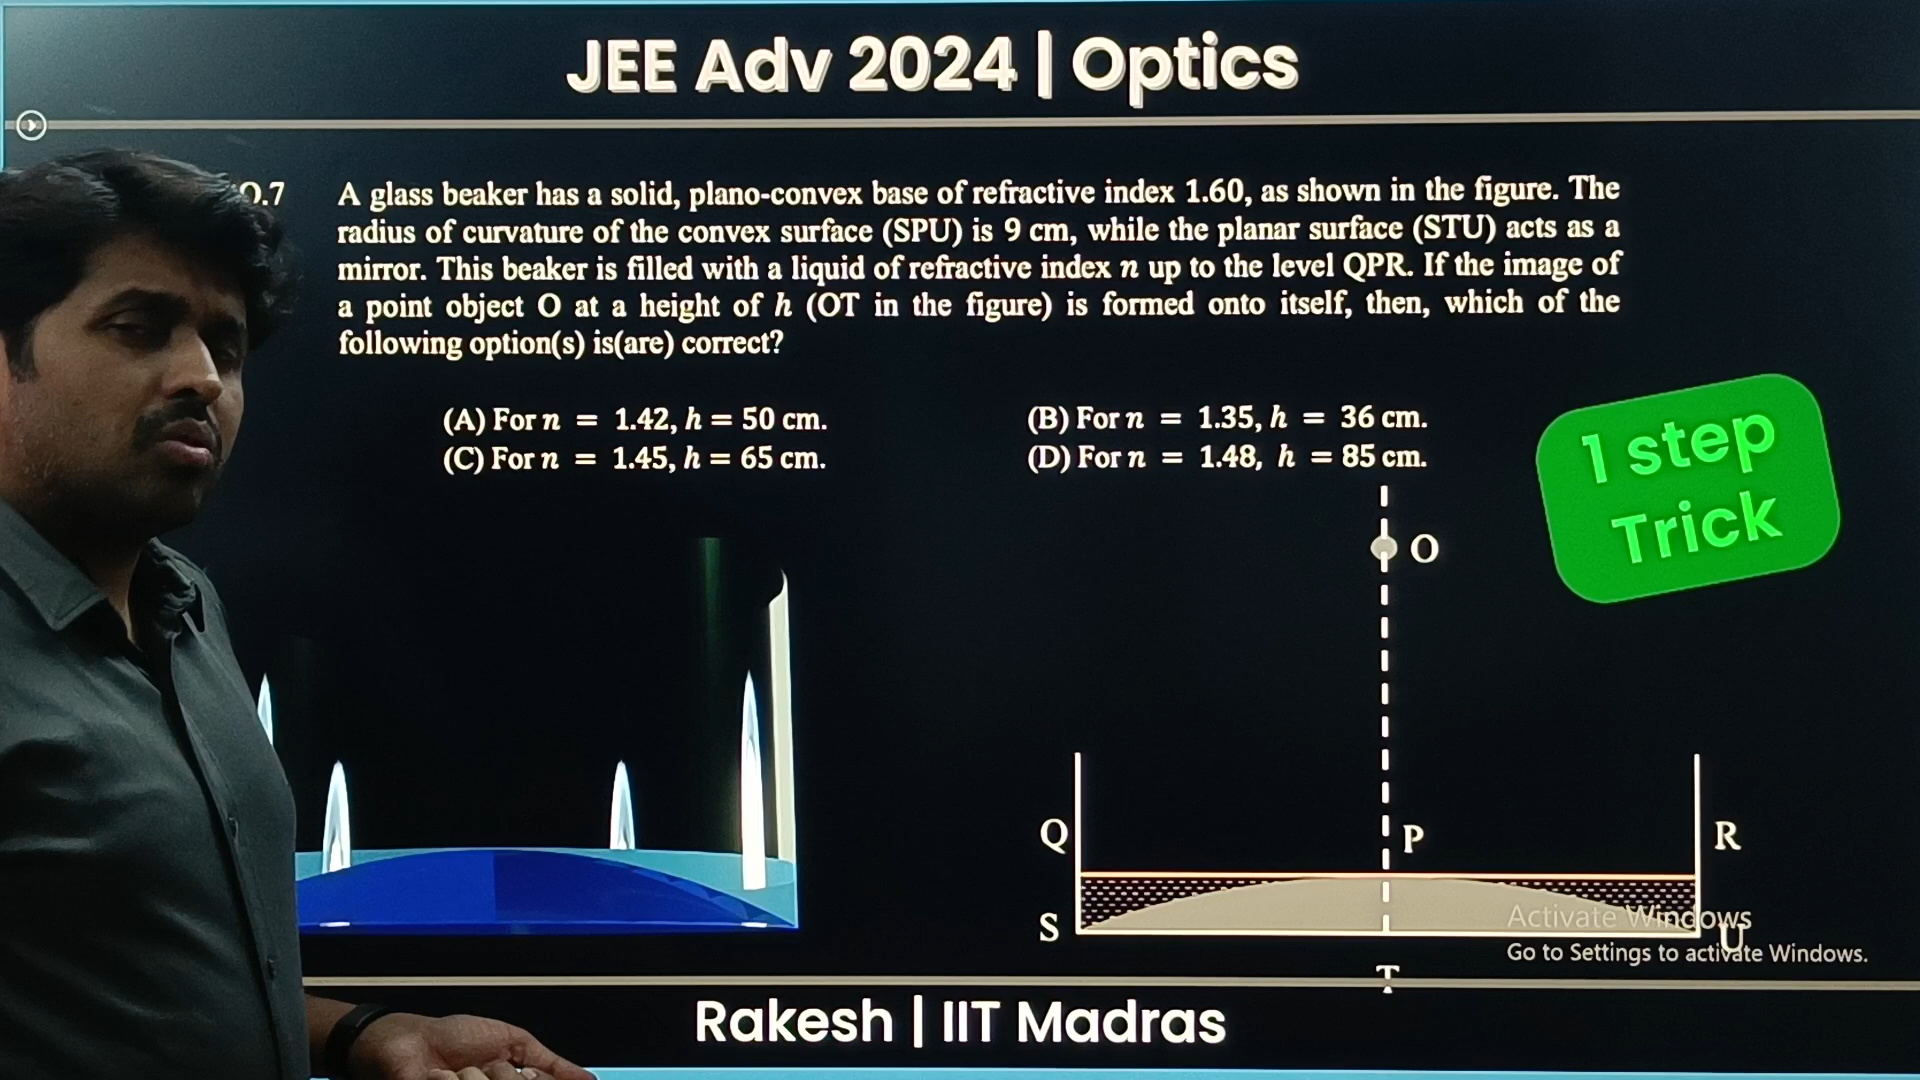 JEE Adv 2024 | Optics
Q.7 A glass beaker has a solid, plano-convex base of refractive index 1.60, as shown in the figure. The
radius of curvature of the convex surface (SPU) is 9 cm, while the planar surface (STU) acts as a
mirror. This beaker is filled with a liquid of refractive index n up to the level QPR. If the image of
a point object O at a height of h (OT in the figure) is formed onto itself, then, which of the
following option(s) is(are) correct?
(A) For n = 1.42, h = 50 cm. (B) For n = 1.35, h = 36 cm.
(C) For n = 1.45, h = 65 cm. (D) For n = 1.48, h = 85 cm.
1 step
Trick
O
Q P R
S U
T
Activate Windows
Go to Settings to activate Windows.
Rakesh | IIT Madras